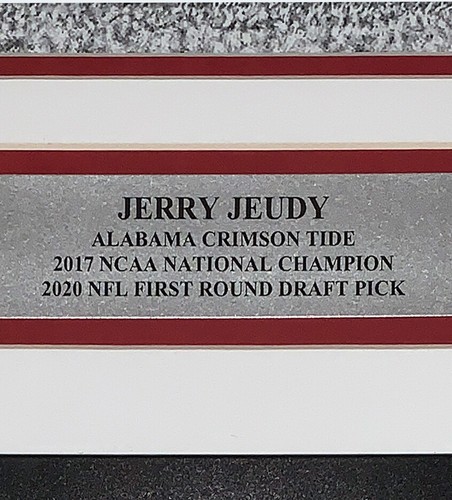 JERRY JEUDY
ALABAMA CRIMSON TIDE
2017 NCAA NATIONAL CHAMPION
2020 NFL FIRST ROUND DRAFT PICK